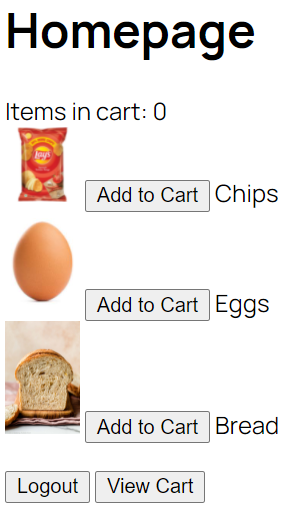 Homepage
Items in cart: 0
Lay's
Add to Cart Chips
Add to Cart Eggs
Add to Cart Bread
Logout View Cart